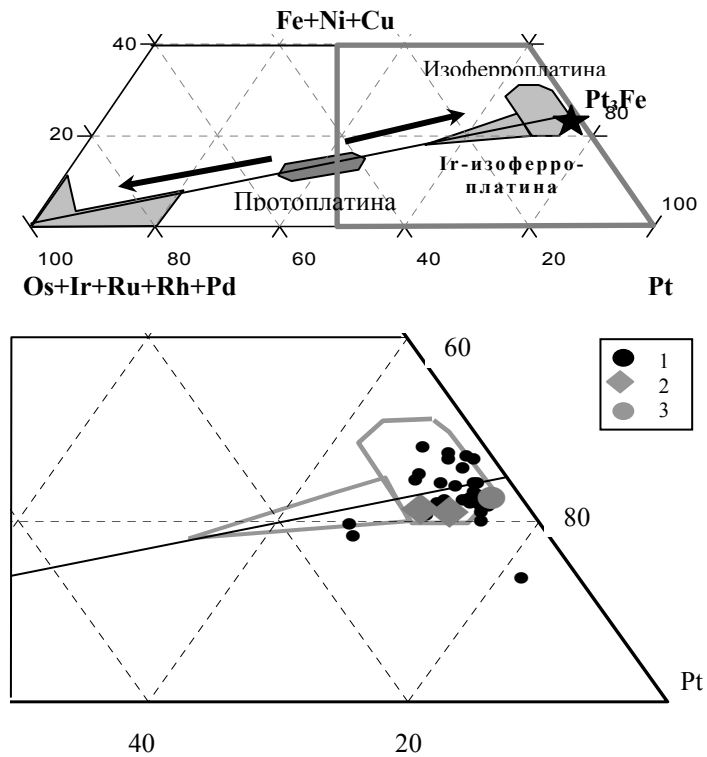 Fe+Ni+Cu
40
Изоферроплатина
Pt₃Fe
80
20
Ir-изоферро-
платина
Протоплатина
100
100
80
60
40
20
Os+Ir+Ru+Rh+Pd
Pt
60
1
2
3
80
Pt
40
20